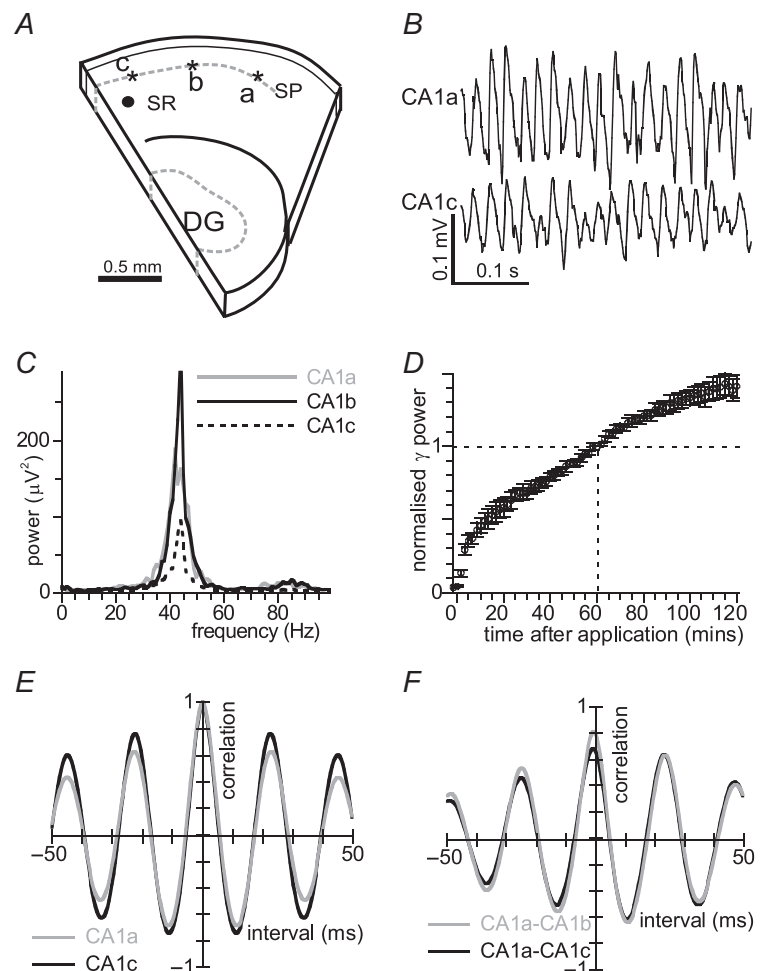 A
c
b
a
SP
SR
DG
0.5 mm
B
CA1a
CA1c
0.1 mV
0.1 s
C
CA1a
CA1b
CA1c
200
0
power (μV²)
0 20 40 60 80
frequency (Hz)
D
1
0
normalised γ power
0 20 40 60 80 100 120
time after application (mins)
E
1
correlation
–50
50
interval (ms)
CA1a
CA1c
–1
F
1
correlation
–50
50
interval (ms)
CA1a-CA1b
CA1a-CA1c
–1